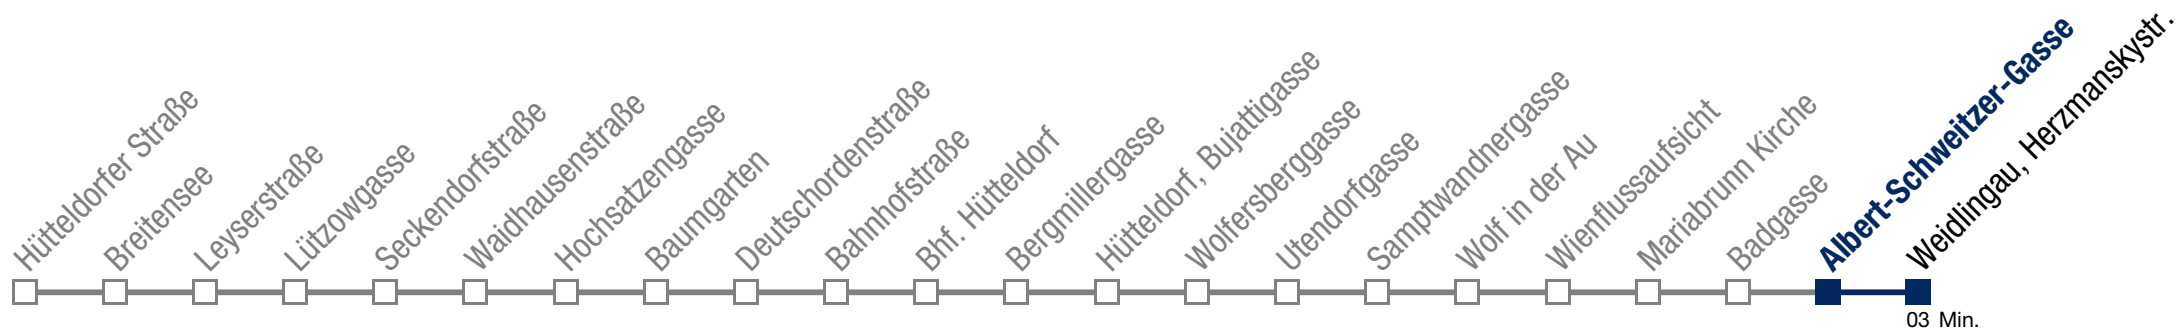 Hütteldorfer Straße
Breitensee
Leyserstraße
Lützowgasse
Seckendorfstraße
Waidhausenstraße
Hochsatzengasse
Baumgarten
Deutschordenstraße
Bahnhofstraße
Bhf. Hütteldorf
Bergmillergasse
Hütteldorf, Bujattigasse
Wolfersberggasse
Utendorfgasse
Samptwandnergasse
Wolf in der Au
Wienflussaufsicht
Mariabrunn Kirche
Badgasse
Albert-Schweitzer-Gasse
Weidlingau, Herzmanskystr.
03 Min.